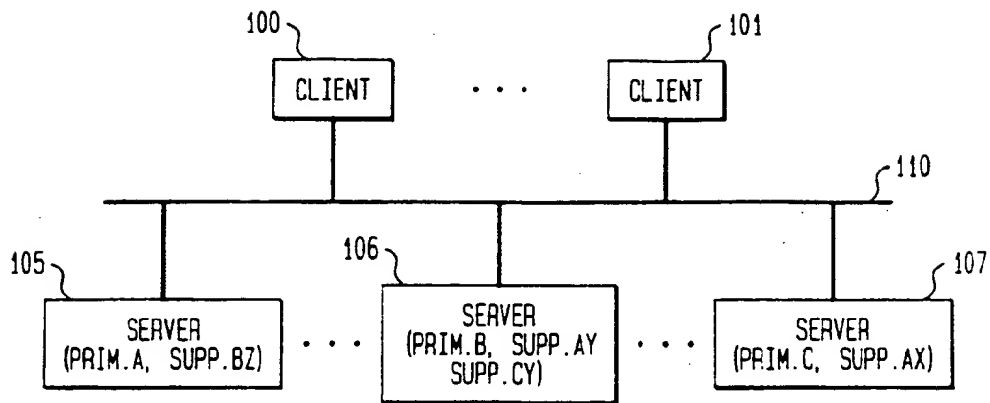 100
101
CLIENT
. . .
CLIENT
110
105
106
107
SERVER
(PRIM.A, SUPP.BZ)
. . .
SERVER
(PRIM.B, SUPP.AY
SUPP.CY)
. . .
SERVER
(PRIM.C, SUPP.AX)